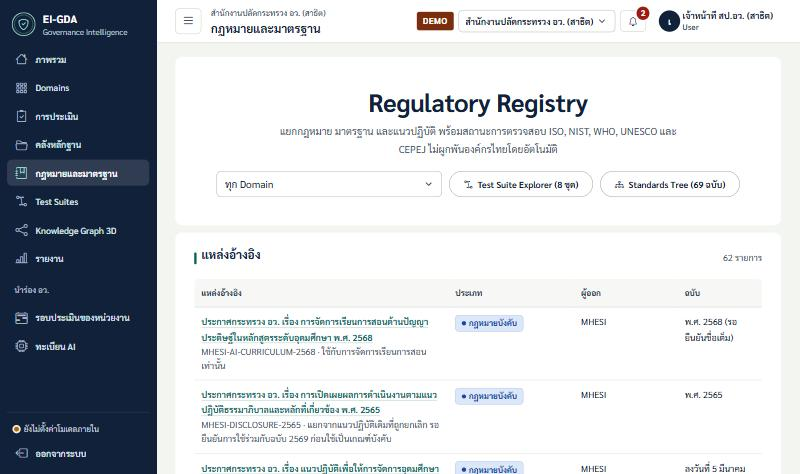 EI-GDA
Governance Intelligence
ภาพรวม
Domains
การประเมิน
คลังหลักฐาน
กฎหมายและมาตรฐาน
Test Suites
Knowledge Graph 3D
รายงาน
นำร่อง อว.
รอบประเมินของหน่วยงาน
ทะเบียน AI
ยังไม่ตั้งค่าโมเดลภายใน
ออกจากระบบ
สำนักงานปลัดกระทรวง อว. (สาธิต)
กฎหมายและมาตรฐาน
DEMO
สำนักงานปลัดกระทรวง อว. (สาธิต)
2
เ
เจ้าหน้าที่ สป.อว. (สาธิต)
User
Regulatory Registry
แยกกฎหมาย มาตรฐาน และแนวปฏิบัติ พร้อมสถานะการตรวจสอบ ISO, NIST, WHO, UNESCO และ
CEPEJ ไม่ผูกพันองค์กรไทยโดยอัตโนมัติ
ทุก Domain
Test Suite Explorer (8 ชุด)
Standards Tree (69 ฉบับ)
แหล่งอ้างอิง
62 รายการ
แหล่งอ้างอิง ประเภท ผู้ออก ฉบับ
ประกาศกระทรวง อว. เรื่อง การจัดการเรียนการสอนด้านปัญญา
ประดิษฐ์ในหลักสูตรระดับอุดมศึกษา พ.ศ. 2568
MHESI-AI-CURRICULUM-2568 · ใช้กับการจัดการเรียนการสอน
เท่านั้น
กฎหมายบังคับ
MHESI
พ.ศ. 2568 (รอ
ยืนยันชื่อเต็ม)
ประกาศกระทรวง อว. เรื่อง การเปิดเผยผลการดำเนินงานตามแนว
ปฏิบัติธรรมาภิบาลและหลักที่เกี่ยวข้อง พ.ศ. 2565
MHESI-DISCLOSURE-2565 · แยกจากแนวปฏิบัติเดิมที่ถูกยกเลิก รอ
ยืนยันการใช้ร่วมกับฉบับ 2569 ก่อนใช้เป็นเกณฑ์บังคับ
กฎหมายบังคับ
MHESI
พ.ศ. 2565
ประกาศกระทรวง อว. เรื่อง แนวปฏิบัติเพื่อให้การจัดการอุดมศึกษา
กฎหมายบังคับ
MHESI
ลงวันที่ 5 มีนาคม